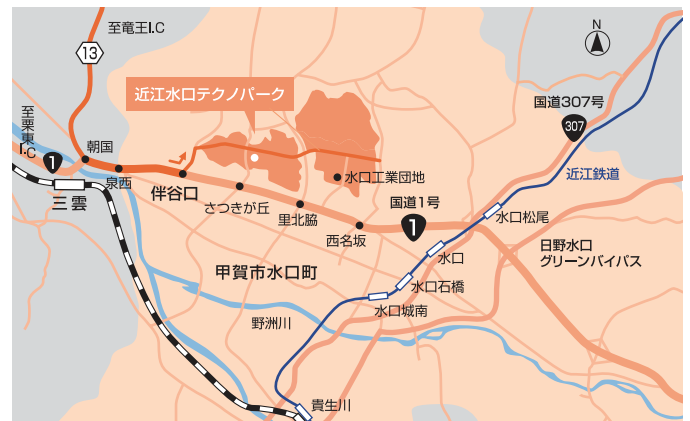 至竜王I.C
13
N
近江水口テクノパーク
国道307号
307
至栗東I.C
1
朝国
近江鉄道
泉西
伴谷口
水口工業団地
三雲
さつきが丘
国道1号
1
里北脇
水口松尾
西名坂
日野水口
グリーンバイパス
水口
甲賀市水口町
水口石橋
水口城南
野洲川
貴生川